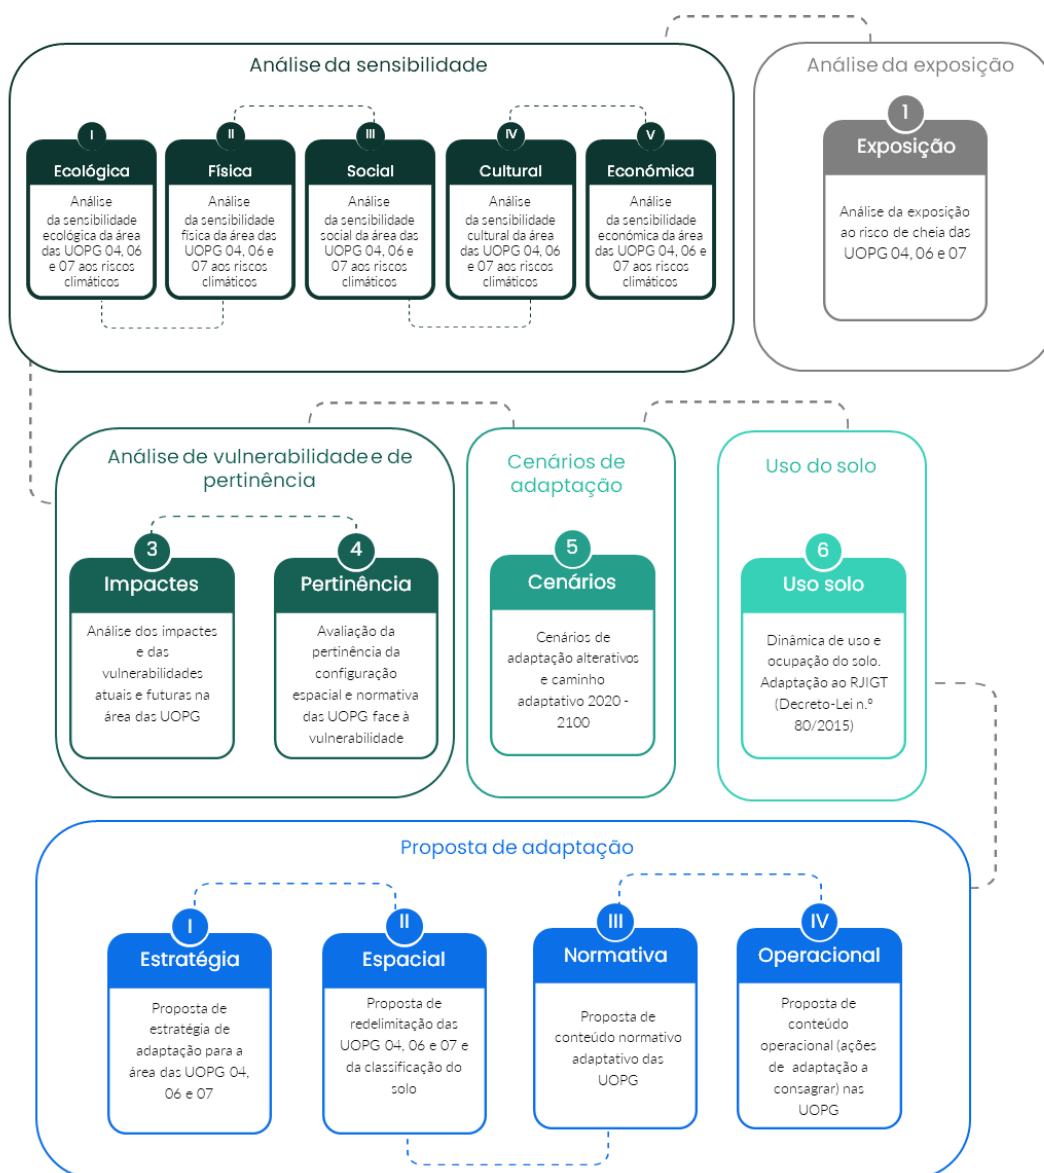 Análise da sensibilidade
I
Ecológica
Análise
da sensibilidade
ecológica da área
das UOPG 04, 06
e 07 aos riscos
climáticos
II
Física
Análise
da sensibilidade
física da área das
UOPG 04, 06 e
07 aos riscos
climáticos
III
Social
Análise
da sensibilidade
social da área das
UOPG 04, 06 e
07 aos riscos
climáticos
IV
Cultural
Análise
da sensibilidade
cultural da área
das UOPG 04, 06
e 07 aos riscos
climáticos
V
Económica
Análise
da sensibilidade
económica da área
das UOPG 04, 06 e
07 aos riscos
climáticos
Análise da exposição
1
Exposição
Análise da exposição
ao risco de cheia das
UOPG 04, 06 e 07
Análise de vulnerabilidade e de
pertinência
3
Impactes
Análise dos impactes
e das
vulnerabilidades
atuais e futuras na
área das UOPG
4
Pertinência
Avaliação da
pertinência da
configuração
espacial e normativa
das UOPG face à
vulnerabilidade
Cenários de
adaptação
5
Cenários
Cenários de
adaptação alterativos
e caminho
adaptativo 2020 -
2100
Uso do solo
6
Uso solo
Dinâmica de uso e
ocupação do solo.
Adaptação ao RJIGT
(Decreto-Lei n.º
80/2015)
Proposta de adaptação
I
Estratégia
Proposta de
estratégia de
adaptação para a
área das UOPG 04,
06 e 07
II
Espacial
Proposta de
redelimitação das
UOPG 04, 06 e 07 e
da classificação do
solo
III
Normativa
Proposta de
conteúdo normativo
adaptativo das
UOPG
IV
Operacional
Proposta de
conteúdo
operacional (ações
de adaptação a
consagrar) nas
UOPG